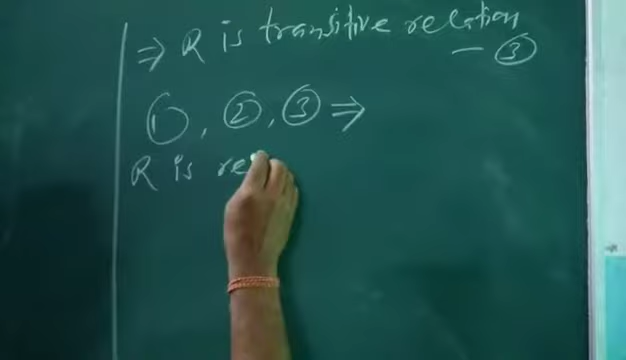 ⇒ R is transitive relation
— ③
①, ②, ③ ⇒
R is re